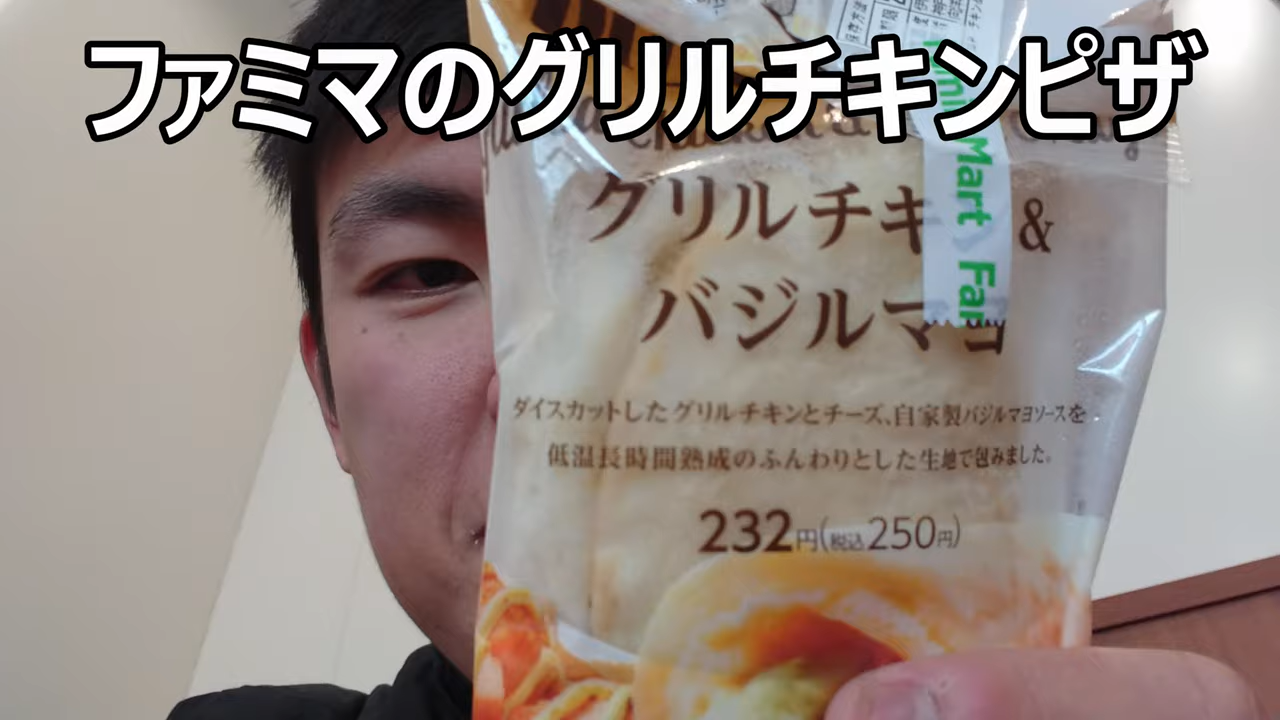 ファミマのグリルチキンピザ
グリルチキ &
バジルマヨ
ダイスカットしたグリルチキンとチーズ、自家製バジルマヨソースを
低温長時間熟成のふんわりとした生地で包みました。
232円(税込250円)
Mart Fa